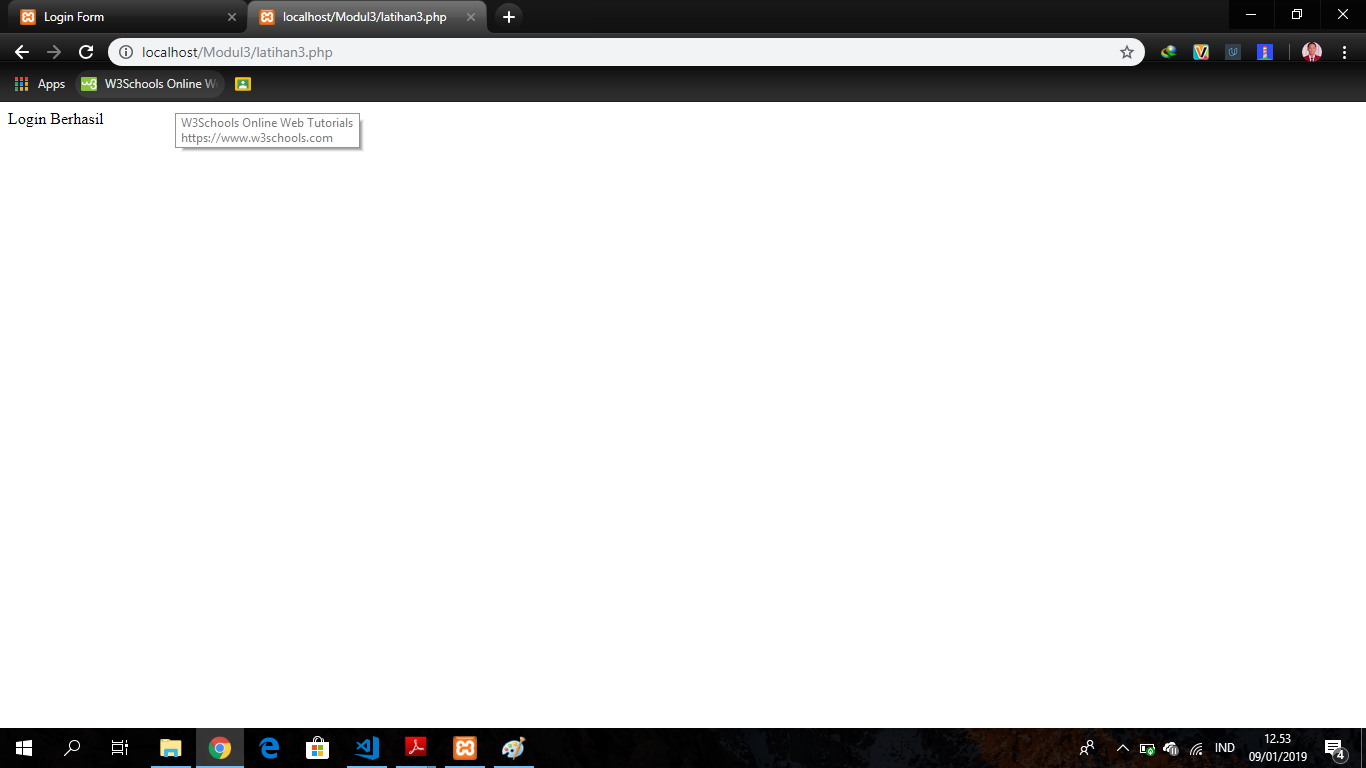 Login Form
localhost/Modul3/latihan3.php
localhost/Modul3/latihan3.php
Apps
W3Schools Online We
Login Berhasil
W3Schools Online Web Tutorials
https://www.w3schools.com
IND
12.53
09/01/2019
4